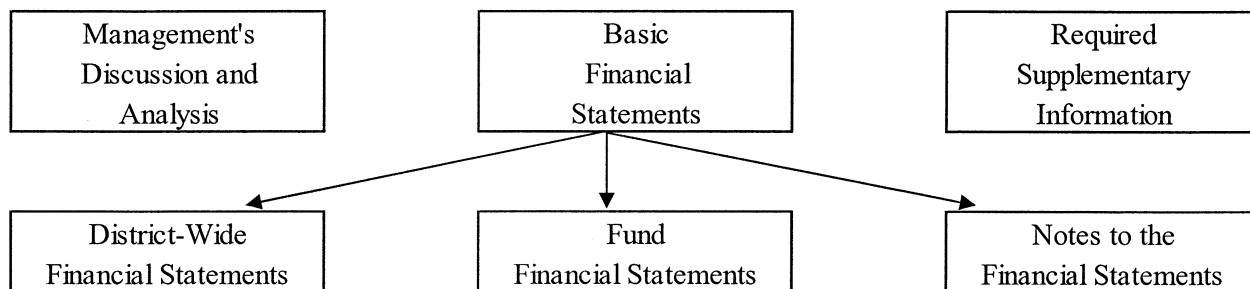 Management's
Discussion and
Analysis
Basic
Financial
Statements
Required
Supplementary
Information
District-Wide
Financial Statements
Fund
Financial Statements
Notes to the
Financial Statements